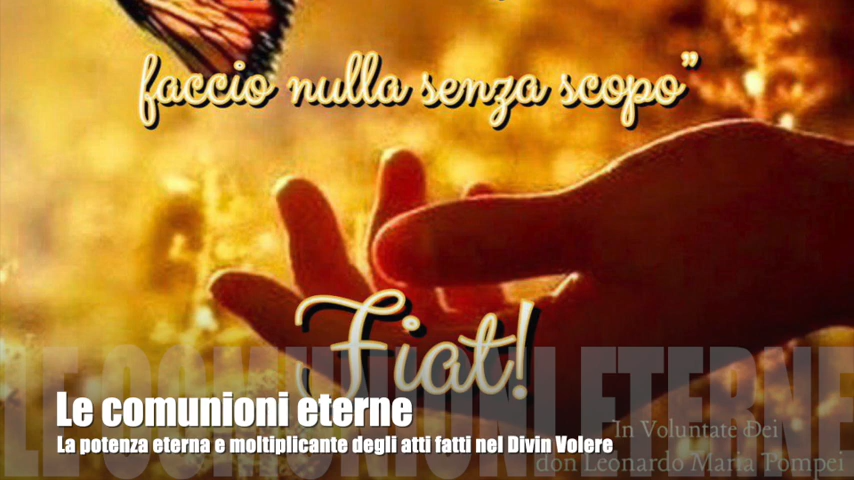 faccio nulla senza scopo”
Fiat!
LE COMUNIONI ETERNE
Le comunioni eterne
La potenza eterna e moltiplicante degli atti fatti nel Divin Volere
In Voluntate Dei
don Leonardo Maria Pompei